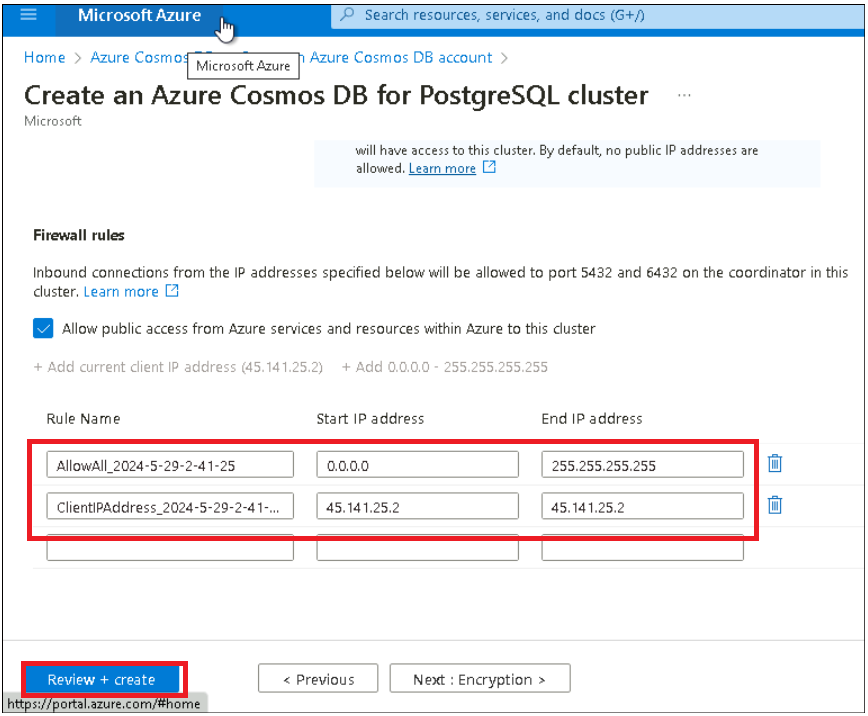 Microsoft Azure
Search resources, services, and docs (G+/)
Home > Azure Cosmos Azure Cosmos DB account >
Microsoft Azure
Create an Azure Cosmos DB for PostgreSQL cluster ...
Microsoft
will have access to this cluster. By default, no public IP addresses are
allowed. Learn more
Firewall rules
Inbound connections from the IP addresses specified below will be allowed to port 5432 and 6432 on the coordinator in this
cluster. Learn more
Allow public access from Azure services and resources within Azure to this cluster
+ Add current client IP address (45.141.25.2) + Add 0.0.0.0 - 255.255.255.255
Rule Name Start IP address End IP address
AllowAll_2024-5-29-2-41-25 0.0.0.0 255.255.255.255
ClientIPAddress_2024-5-29-2-41-... 45.141.25.2 45.141.25.2
Review + create < Previous Next : Encryption >
https://portal.azure.com/#home